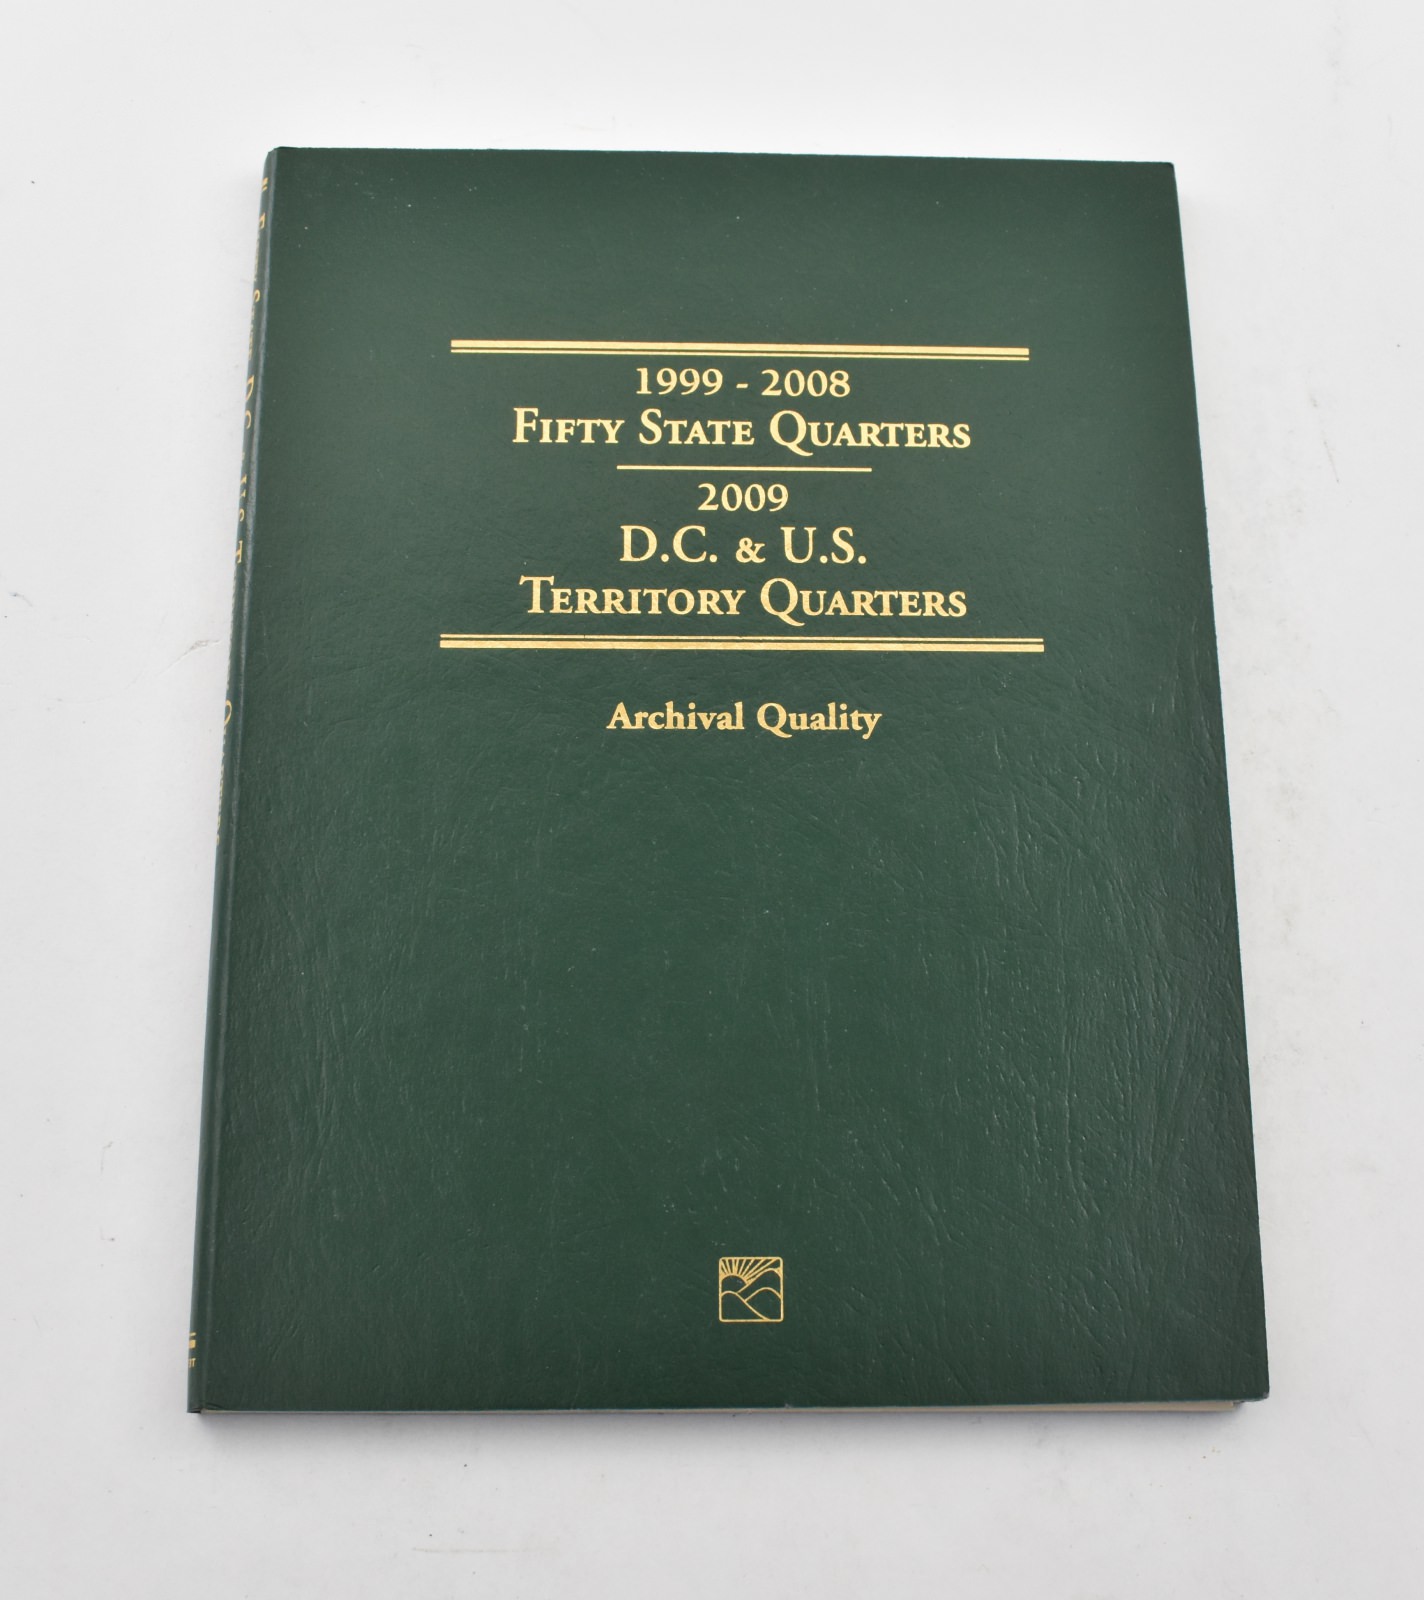 1999 - 2008
FIFTY STATE QUARTERS
2009
D.C. & U.S.
TERRITORY QUARTERS
Archival Quality